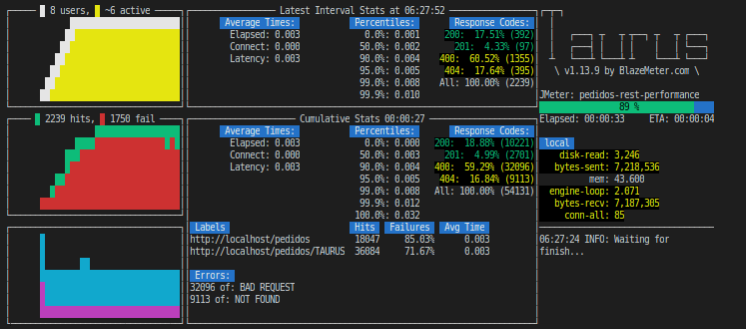 8 users, ~6 active
2239 hits, 1750 fail
Latest Interval Stats at 06:27:52
Average Times: Percentiles: Response Codes:
Elapsed: 0.003 0.0%: 0.001 200: 17.51% (392)
Connect: 0.000 50.0%: 0.002 201: 4.33% (97)
Latency: 0.003 90.0%: 0.004 400: 60.52% (1355)
95.0%: 0.005 404: 17.64% (395)
99.0%: 0.008 All: 100.00% (2239)
99.9%: 0.010
Cumulative Stats 00:00:27
Average Times: Percentiles: Response Codes:
Elapsed: 0.003 0.0%: 0.000 200: 18.88% (10221)
Connect: 0.000 50.0%: 0.003 201: 4.99% (2701)
Latency: 0.003 90.0%: 0.004 400: 59.29% (32096)
95.0%: 0.005 404: 16.84% (9113)
99.0%: 0.008 All: 100.00% (54131)
99.9%: 0.012
100.0%: 0.032
Labels Hits Failures Avg Time
http://localhost/pedidos 18047 85.03% 0.003
http://localhost/pedidos/TAURUS 36084 71.67% 0.003
Errors:
32096 of: BAD REQUEST
9113 of: NOT FOUND
TAURUS
\ v1.13.9 by BlazeMeter.com \
JMeter: pedidos-rest-performance
89 %
Elapsed: 00:00:33 ETA: 00:00:04
local
disk-read: 3,246
bytes-sent: 7,218,536
mem: 43.600
engine-loop: 2.071
bytes-recv: 7,187,305
conn-all: 85
06:27:24 INFO: Waiting for
finish...